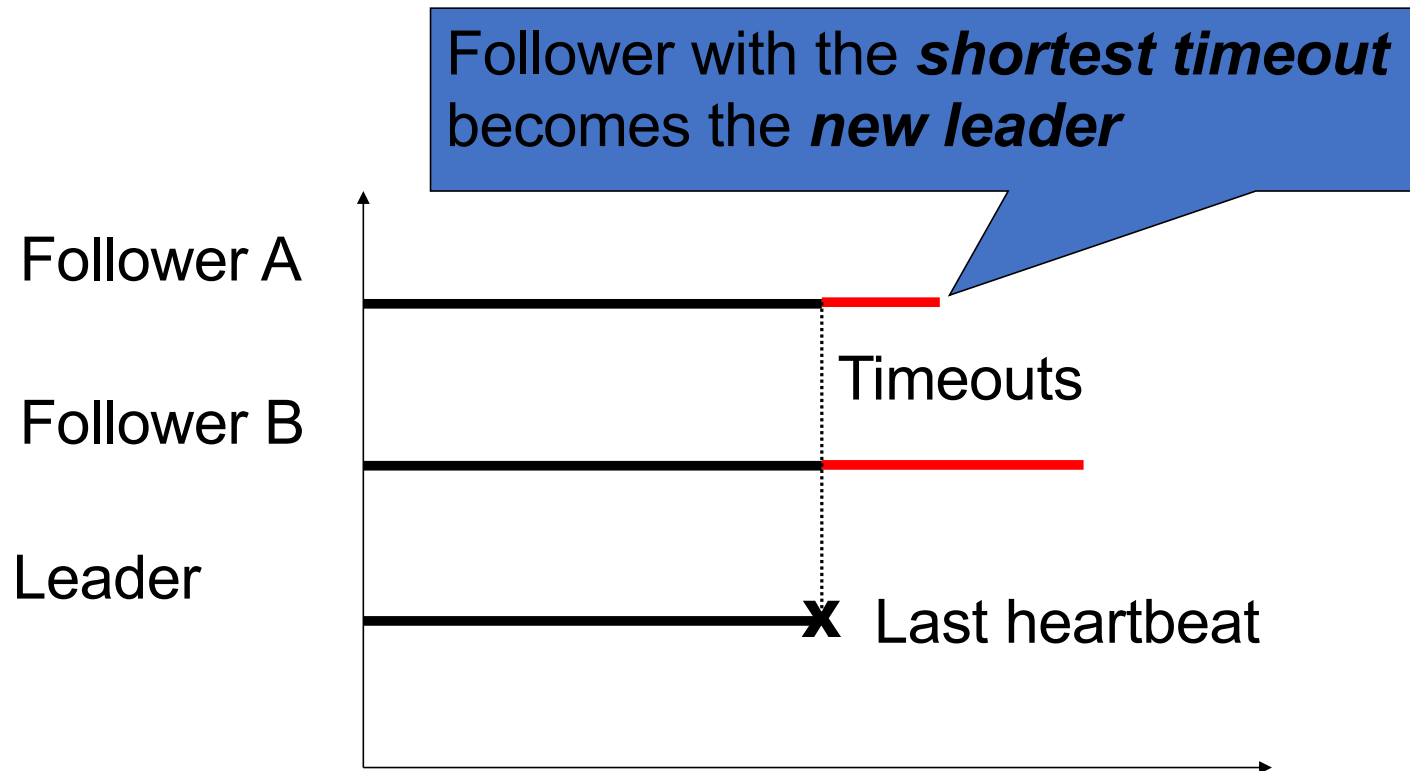 Follower with the shortest timeout
becomes the new leader
Follower A
Timeouts
Follower B
Leader
X Last heartbeat